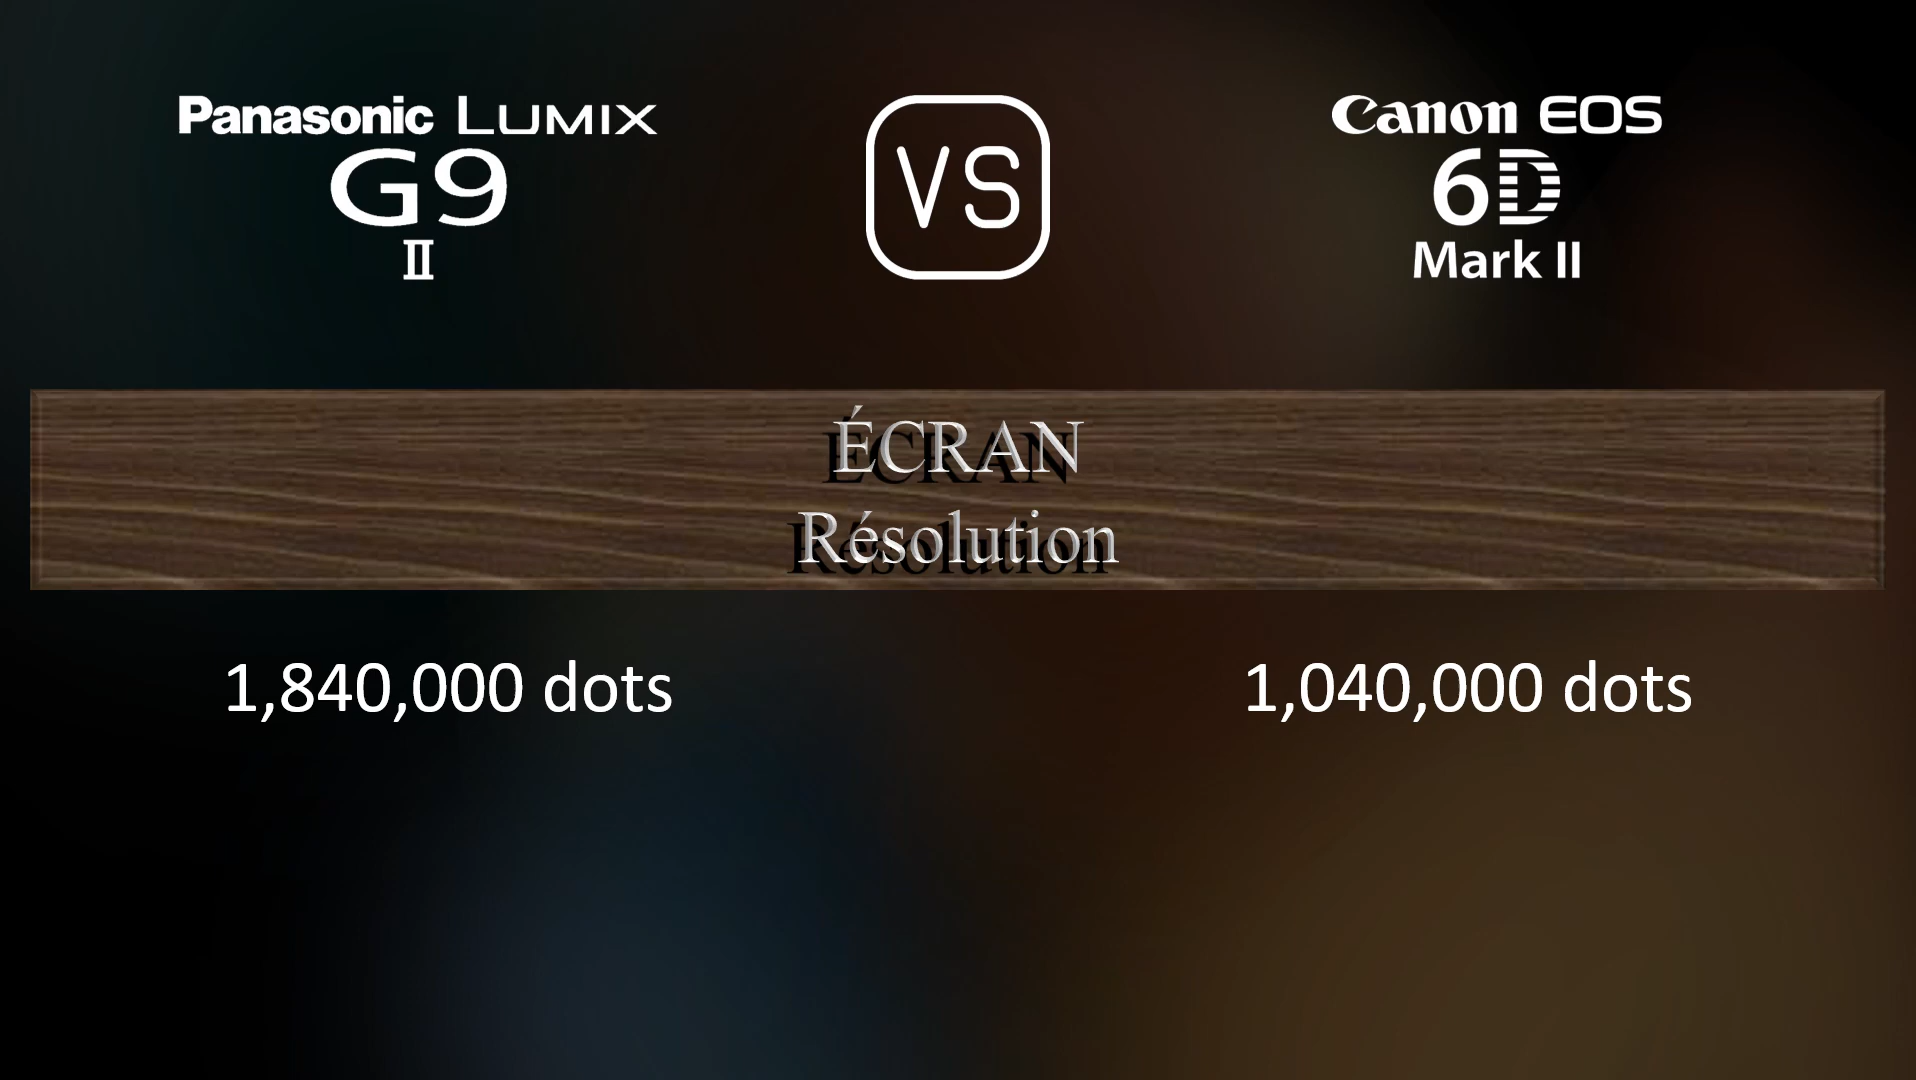 Panasonic LUMIX
G9
II
VS
Canon EOS
6D
Mark II
ÉCRAN
Résolution
1,840,000 dots
1,040,000 dots